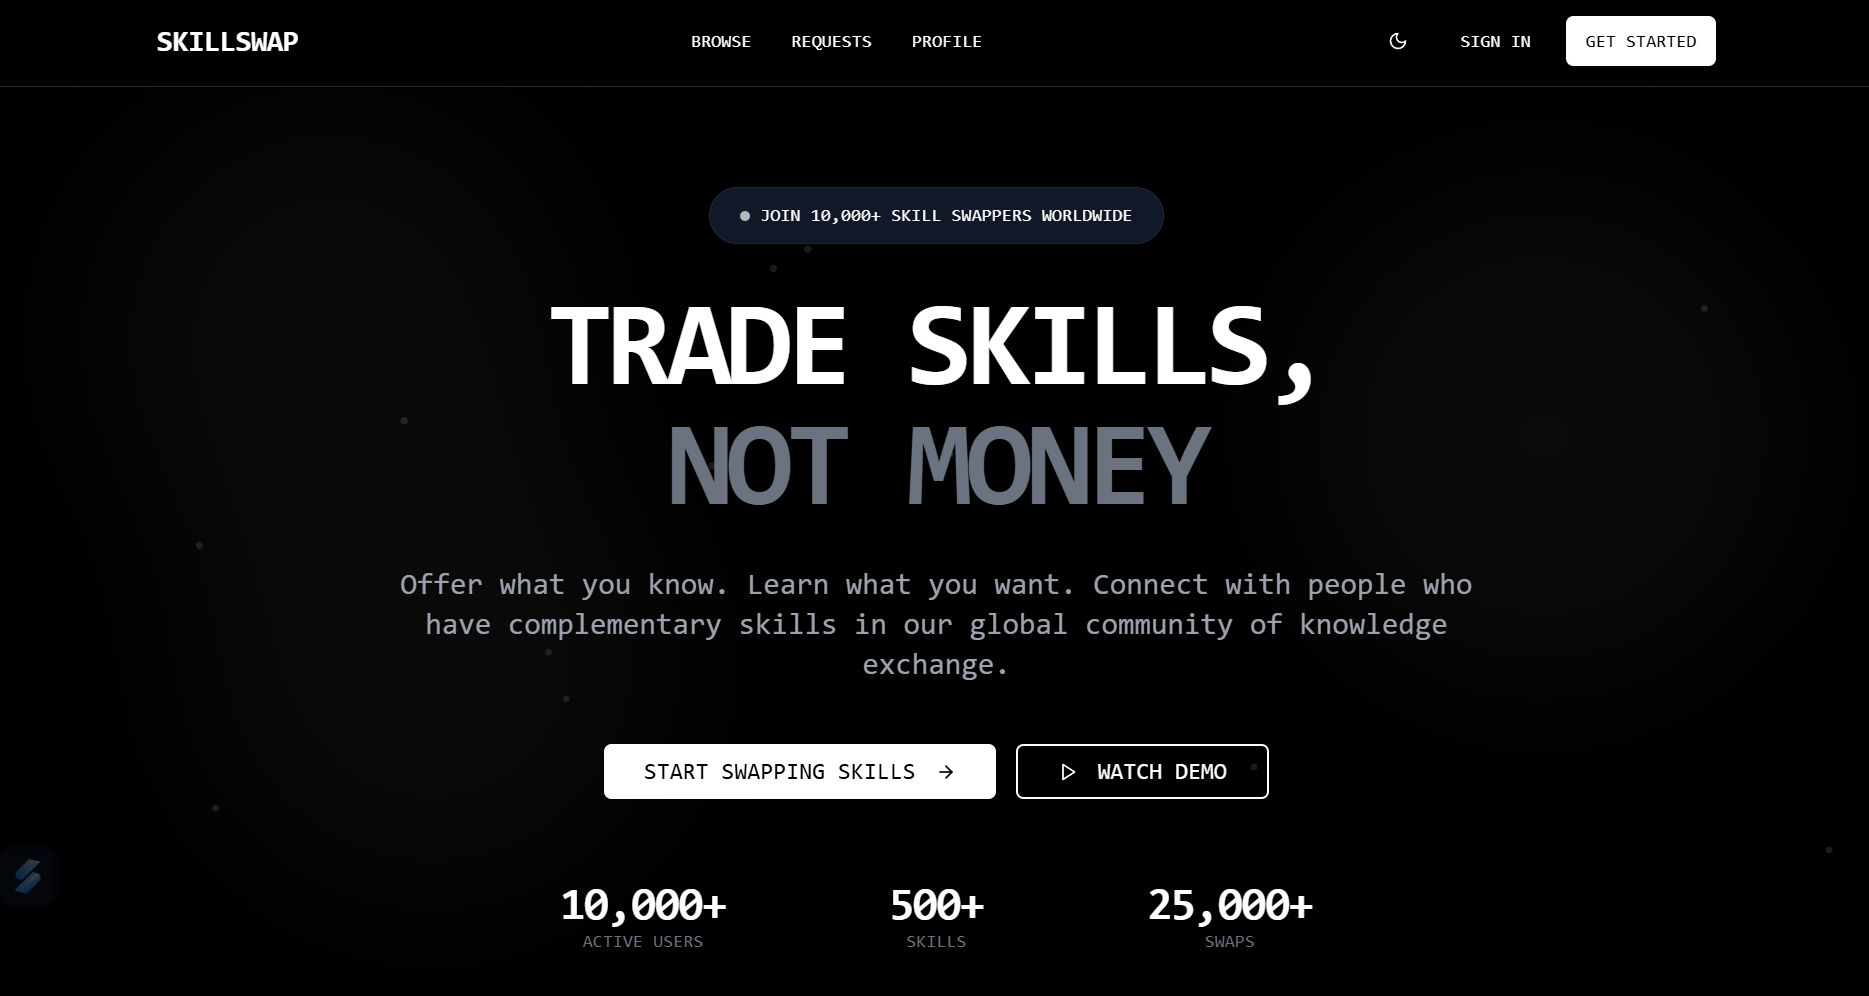 SKILLSWAP
BROWSE REQUESTS PROFILE
SIGN IN
GET STARTED
JOIN 10,000+ SKILL SWAPPERS WORLDWIDE
TRADE SKILLS,
NOT MONEY
Offer what you know. Learn what you want. Connect with people who
have complementary skills in our global community of knowledge
exchange.
START SWAPPING SKILLS
WATCH DEMO
10,000+ 500+ 25,000+
ACTIVE USERS SKILLS SWAPS